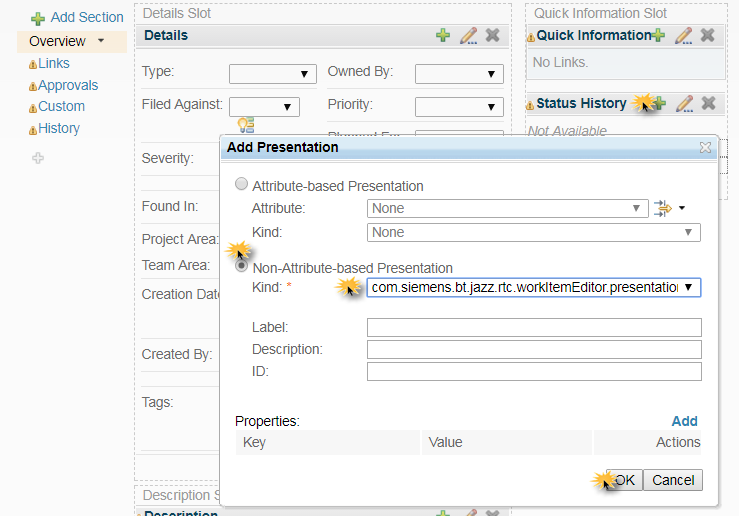 Add Section
Overview
Links
Approvals
Custom
History
Details Slot
Details
Type:
Owned By:
Filed Against:
Priority:
Severity:
Found In:
Project Area:
Team Area:
Created By:
Tags:
Description S
Description
Quick Information Slot
Quick Information
No Links.
Status History
Not Available
Add Presentation
Attribute-based Presentation
Attribute: None
Kind: None
Non-Attribute-based Presentation
Kind: * com.siemens.bt.jazz.rtc.workItemEditor.presentation
Label:
Description:
ID:
Properties: Add
Key Value Actions
OK Cancel